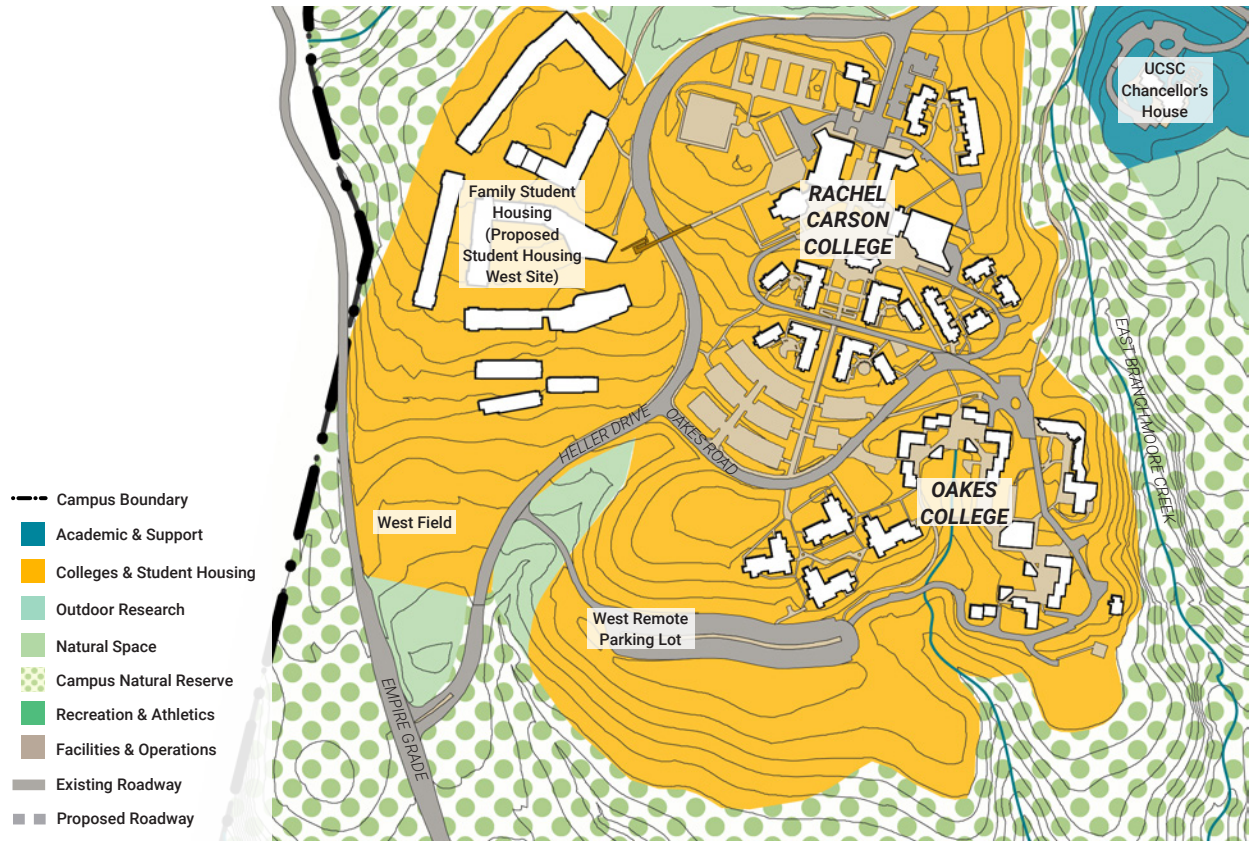 UCSC
Chancellor's
House
Family Student
Housing
(Proposed
Student Housing
West Site)
RACHEL
CARSON
COLLEGE
EAST BRANCH MOORE CREEK
HELLER DRIVE
OAKES ROAD
OAKES
COLLEGE
West Field
West Remote
Parking Lot
EMPIRE GRADE
Campus Boundary
Academic & Support
Colleges & Student Housing
Outdoor Research
Natural Space
Campus Natural Reserve
Recreation & Athletics
Facilities & Operations
Existing Roadway
Proposed Roadway